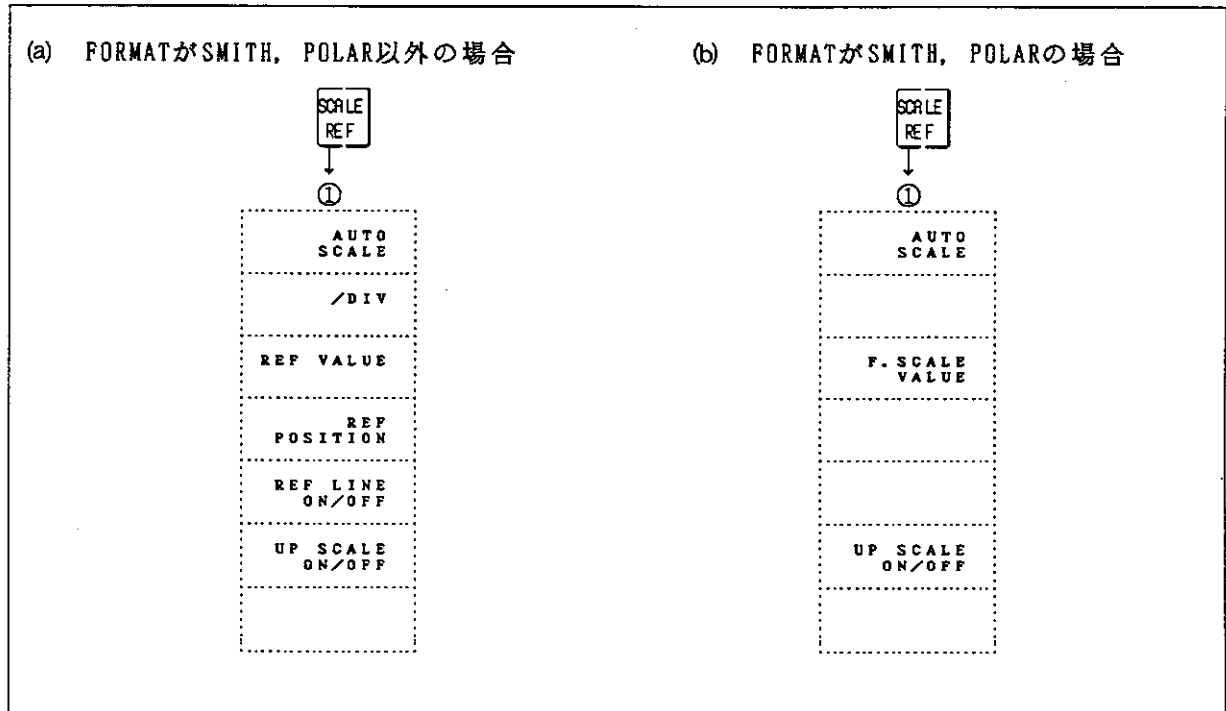 (a) FORMATがSMITH, POLAR以外の場合
SCALE
REF
①
AUTO
SCALE
/DIV
REF VALUE
REF
POSITION
REF LINE
ON/OFF
UP SCALE
ON/OFF
(b) FORMATがSMITH, POLARの場合
SCALE
REF
①
AUTO
SCALE
F.SCALE
VALUE
UP SCALE
ON/OFF